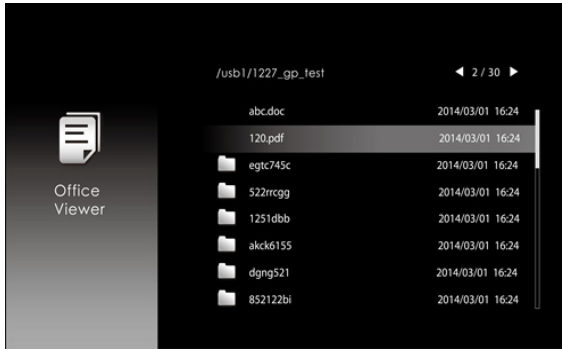 /usb1/1227_gp_test ◀ 2 / 30 ▶
abc.doc 2014/03/01 16:24
120.pdf 2014/03/01 16:24
egtc745c 2014/03/01 16:24
522rrcgg 2014/03/01 16:24
1251dbb 2014/03/01 16:24
akck6155 2014/03/01 16:24
dgng521 2014/03/01 16:24
852122bi 2014/03/01 16:24
Office
Viewer